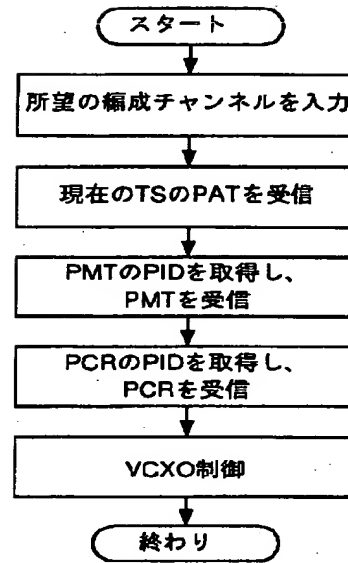 スタート
所望の編成チャンネルを入力
現在のTSのPATを受信
PMTのPIDを取得し、
PMTを受信
PCRのPIDを取得し、
PCRを受信
VCXO制御
終わり